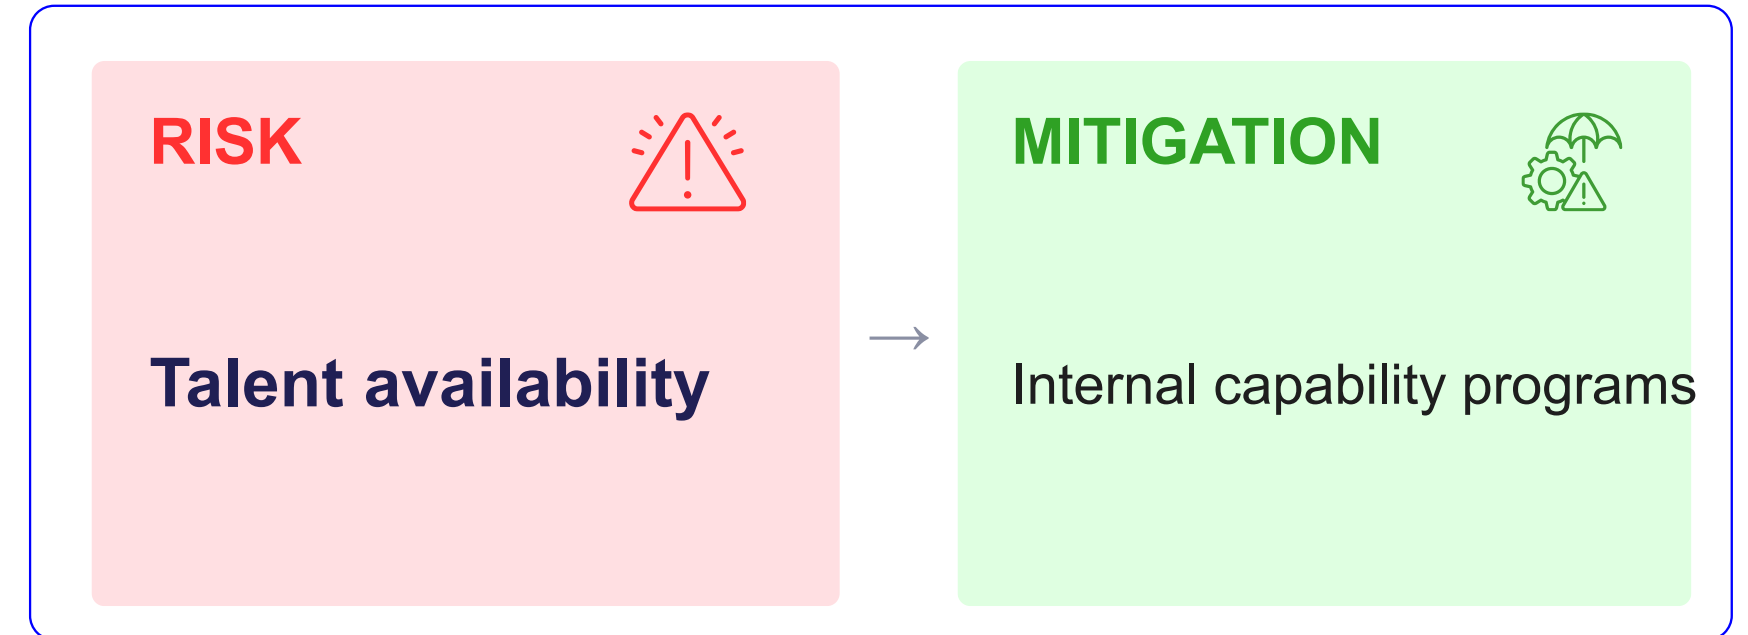 RISK
MITIGATION
Talent availability
→
Internal capability programs